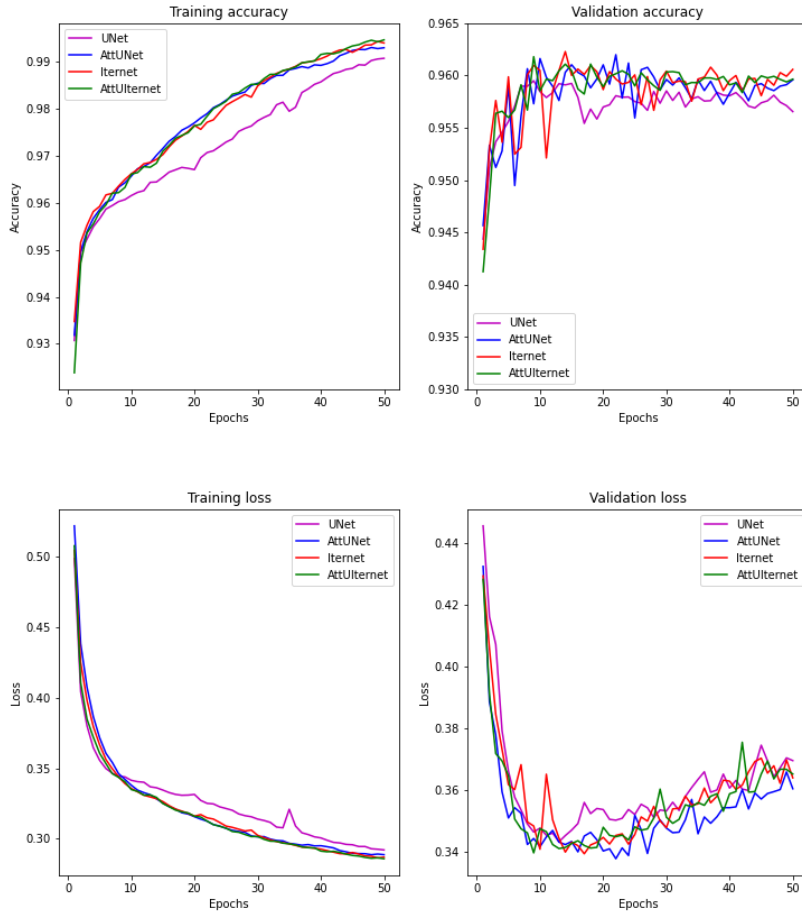 Training accuracy
Accuracy
0.99
0.98
0.97
0.96
0.95
0.94
0.93
UNet
AttUNet
Iternet
AttUIternet
0 10 20 30 40 50
Epochs
Validation accuracy
Accuracy
0.965
0.960
0.955
0.950
0.945
0.940
0.935
0.930
UNet
AttUNet
Iternet
AttUIternet
0 10 20 30 40 50
Epochs
Training loss
Loss
0.50
0.45
0.40
0.35
0.30
UNet
AttUNet
Iternet
AttUIternet
0 10 20 30 40 50
Epochs
Validation loss
Loss
0.44
0.42
0.40
0.38
0.36
0.34
UNet
AttUNet
Iternet
AttUIternet
0 10 20 30 40 50
Epochs